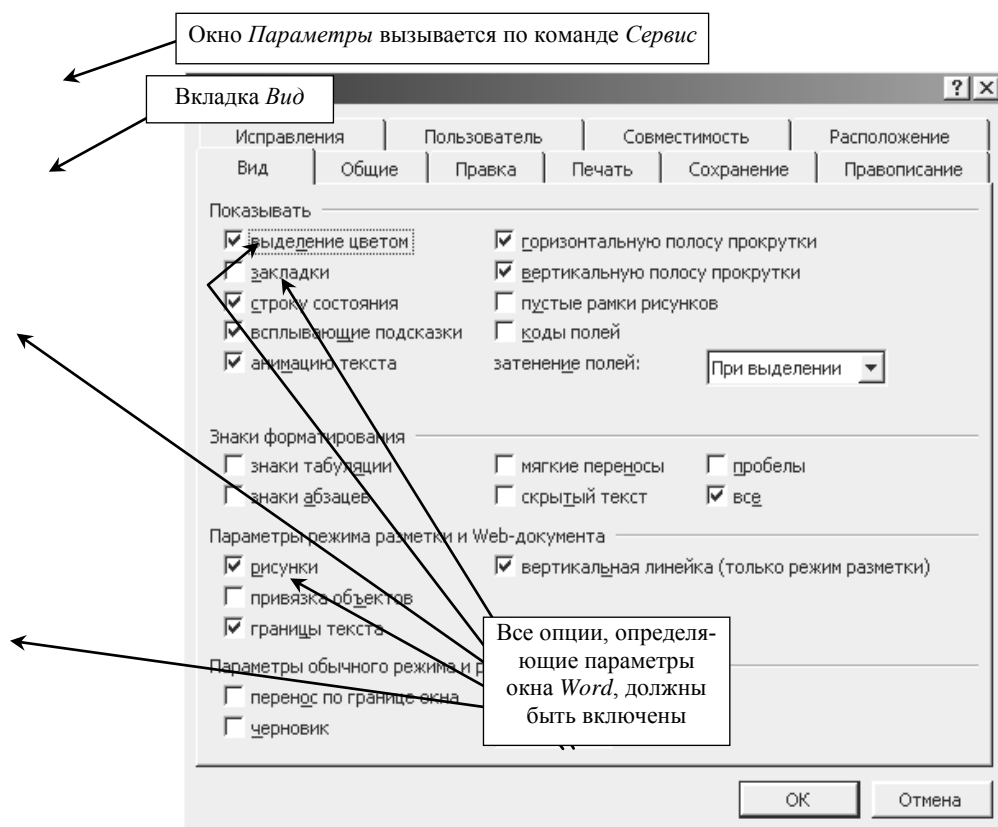 Окно Параметры вызывается по команде Сервис
Вкладка Вид
Исправления Пользователь Совместимость Расположение
Вид Общие Правка Печать Сохранение Правописание
Показывать
выделение цветом горизонтальную полосу прокрутки
закладки вертикальную полосу прокрутки
строку состояния пустые рамки рисунков
всплывающие подсказки коды полей
анимацию текста затенение полей: При выделении
Знаки форматирования
знаки табуляции мягкие переносы пробелы
знаки абзацев скрытый текст все
Параметры режима разметки и Web-документа
рисунки вертикальная линейка (только режим разметки)
привязка объектов
границы текста
Все опции, определя-
ющие параметры
окна Word, должны
быть включены
Параметры обычного режима и
перенос по границе окна
черновик
ОК Отмена